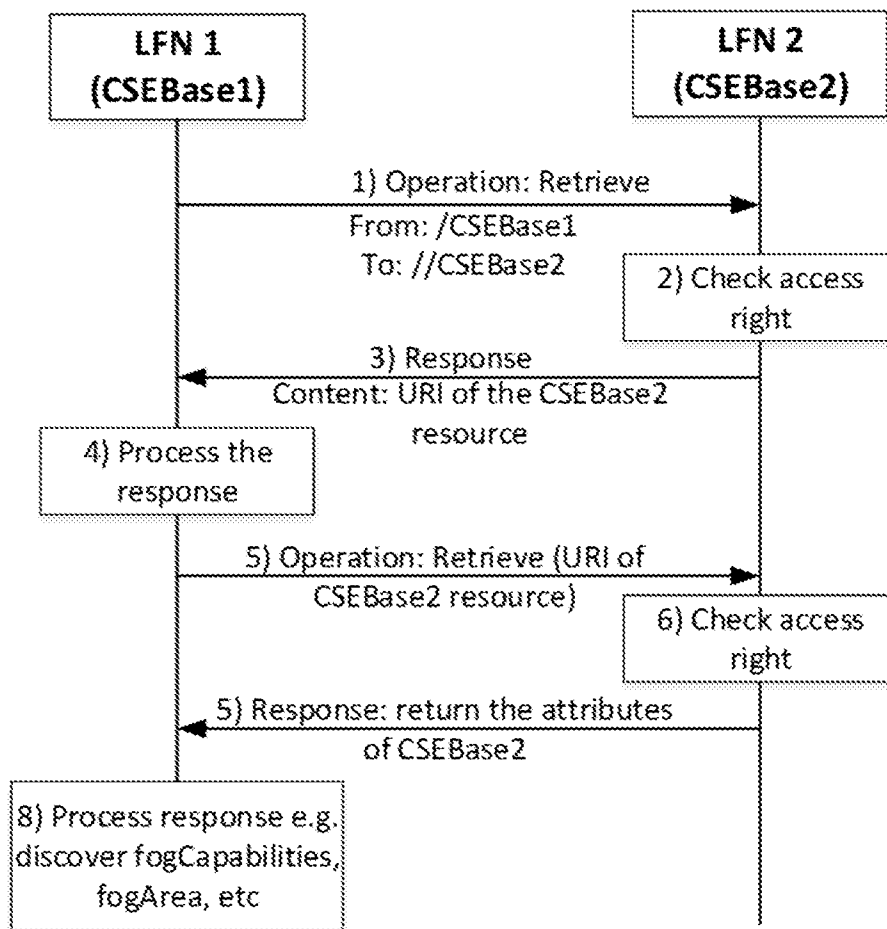 LFN 1
(CSEBase1)
LFN 2
(CSEBase2)
1) Operation: Retrieve
From: /CSEBase1
To: //CSEBase2
2) Check access
right
3) Response
Content: URI of the CSEBase2
resource
4) Process the
response
5) Operation: Retrieve (URI of
CSEBase2 resource)
6) Check access
right
5) Response: return the attributes
of CSEBase2
8) Process response e.g.
discover fogCapabilities,
fogArea, etc